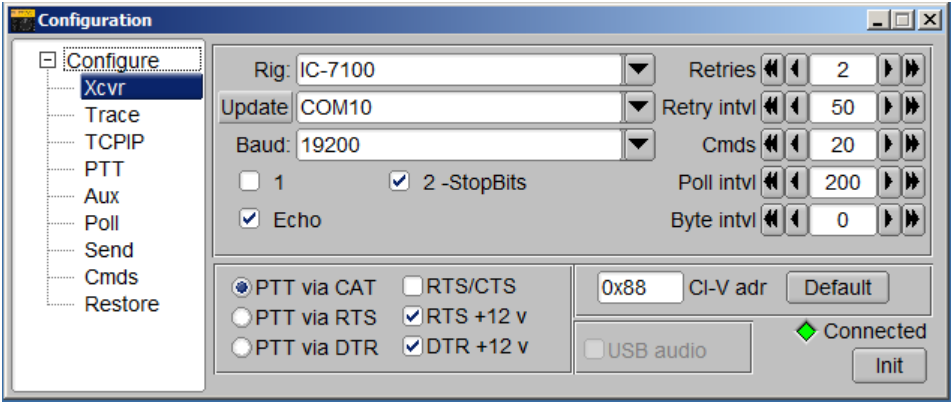 Configuration
Configure
Xcvr
Trace
TCPIP
PTT
Aux
Poll
Send
Cmds
Restore
Rig: IC-7100
Update COM10
Baud: 19200
1 2 -StopBits
Echo
Retries 2
Retry intvl 50
Cmds 20
Poll intvl 200
Byte intvl 0
PTT via CAT RTS/CTS
PTT via RTS RTS +12 v
PTT via DTR DTR +12 v
0x88 CI-V adr Default
USB audio
Connected
Init